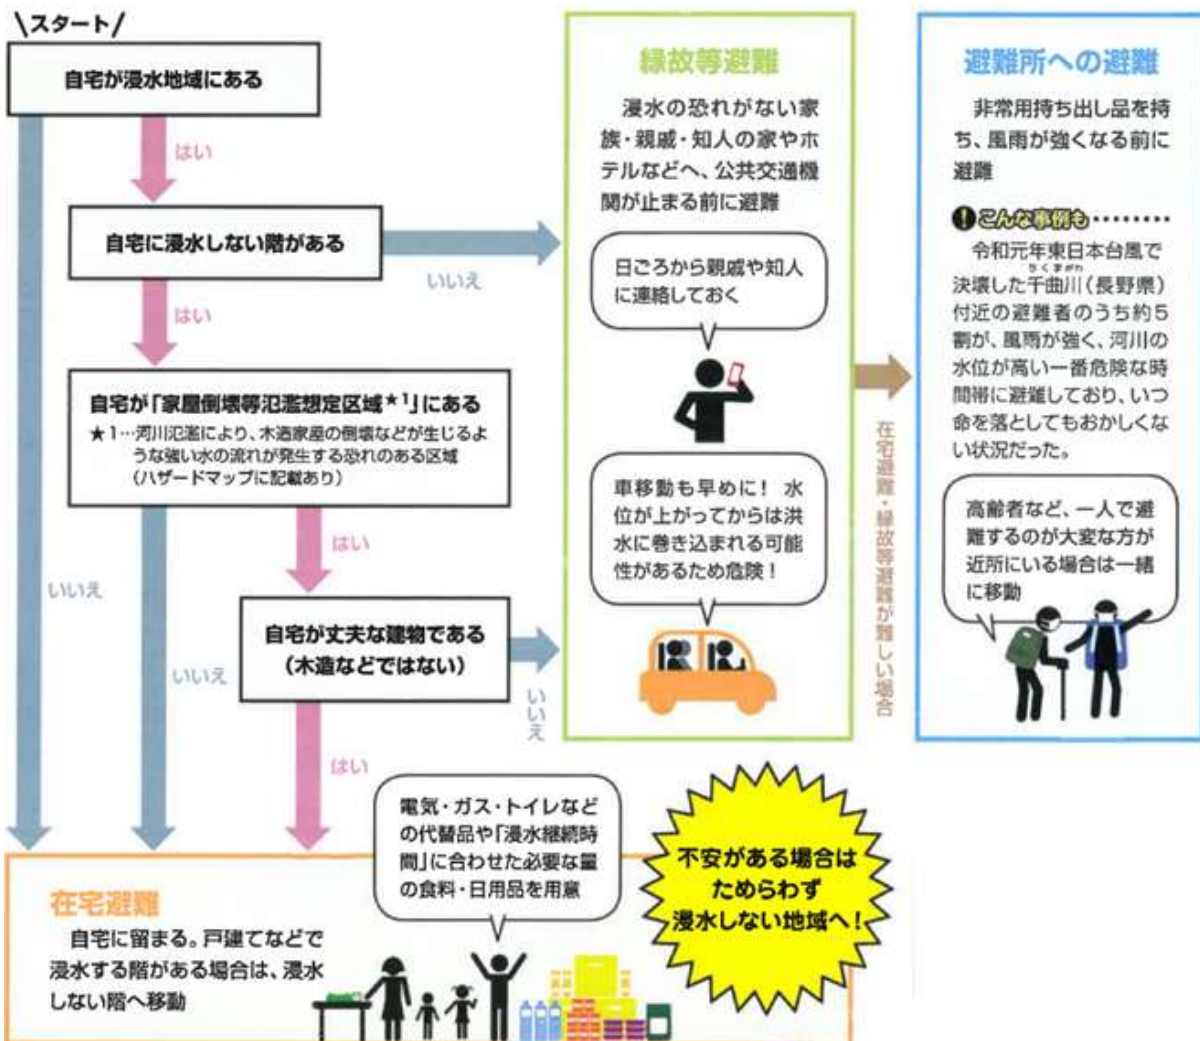 \スタート/
自宅が浸水地域にある
はい
自宅に浸水しない階がある
いいえ
はい
自宅が「家屋倒壊等氾濫想定区域★1」にある
★1…河川氾濫により、木造家屋の倒壊などが生じるよ
うな強い水の流れが発生する恐れのある区域
(ハザードマップに記載あり)
はい
いいえ
いいえ
自宅が丈夫な建物である
(木造などではない)
いいえ
はい
緑故等避難
浸水の恐れがない家
族・親戚・知人の家やホ
テルなどへ、公共交通機
関が止まる前に避難
日ごろから親戚や知人
に連絡しておく
車移動も早めに! 水
位が上がってからは洪
水に巻き込まれる可能
性があるため危険!
在宅避難・縁故等避難が難しい場合
避難所への避難
非常用持ち出し品を持
ち、風雨が強くなる前に
避難
!こんな事例も・・・・・・・・・
令和元年東日本台風で
ちくまがわ
決壊した千曲川(長野県)
付近の避難者のうち約5
割が、風雨が強く、河川の
水位が高い一番危険な時
間帯に避難しており、いつ
命を落としてもおかしくな
い状況だった。
高齢者など、一人で避
難するのが大変な方が
近所にいる場合は一緒
に移動
在宅避難
自宅に留まる。戸建てなどで
浸水する階がある場合は、浸水
しない階へ移動
電気・ガス・トイレなど
の代替品や「浸水継続時
間」に合わせた必要な量
の食料・日用品を用意
不安がある場合は
ためらわず
浸水しない地域へ!